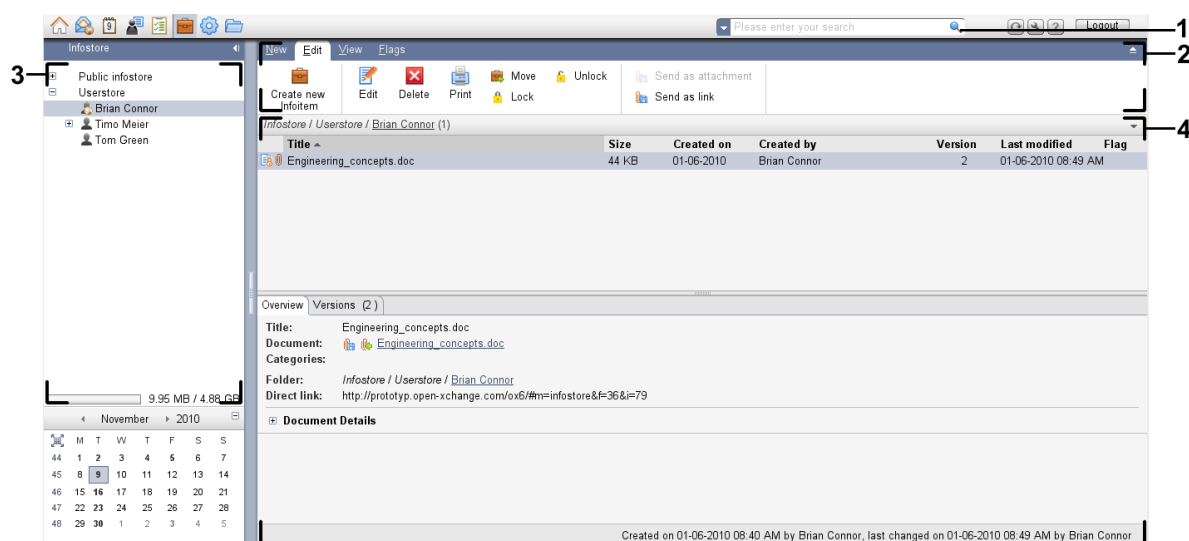 9
Please enter your search
?
Logout
1
Infostore
New Edit View Flags
2
3
Public infostore
Userstore
Brian Connor
Timo Meier
Tom Green
Create new Infoitem
Edit
Delete
Print
Move
Lock
Unlock
Send as attachment
Send as link
4
Infostore / Userstore / Brian Connor (1)
Title Size Created on Created by Version Last modified Flag
Engineering_concepts.doc 44 KB 01-06-2010 Brian Connor 2 01-06-2010 08:49 AM
Overview Versions (2)
Title: Engineering_concepts.doc
Document: Engineering_concepts.doc
Categories:
Folder: Infostore / Userstore / Brian Connor
Direct link: http://prototyp.open-xchange.com/ox6/#m=infostore&f=36&i=79
Document Details
9.95 MB / 4.88 GB
November 2010
M T W T F S S
44 1 2 3 4 5 6 7
45 8 9 10 11 12 13 14
46 15 16 17 18 19 20 21
47 22 23 24 25 26 27 28
48 29 30 1 2 3 4 5
Created on 01-06-2010 08:40 AM by Brian Connor, last changed on 01-06-2010 08:49 AM by Brian Connor